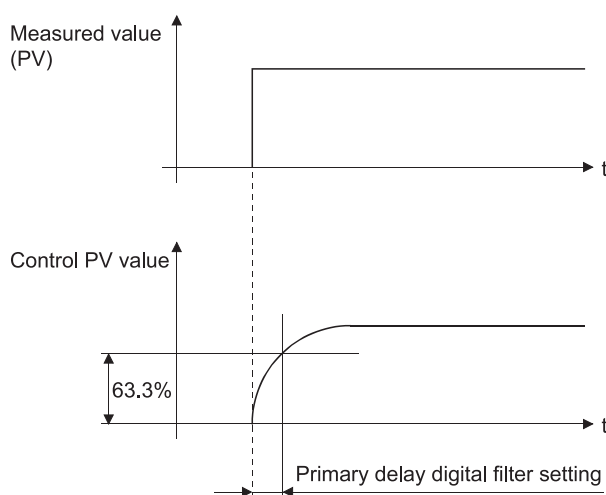 Measured value
(PV)
t
Control PV value
63.3%
t
Primary delay digital filter setting